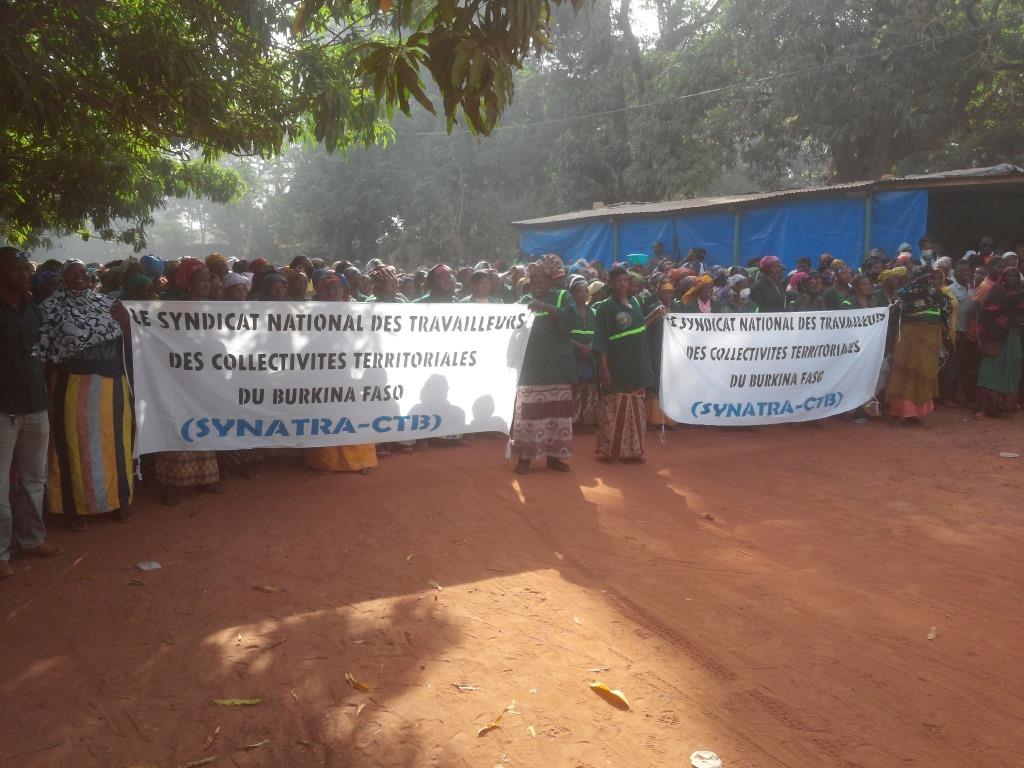 LE SYNDICAT NATIONAL DES TRAVAILLEURS
DES COLLECTIVITES TERRITORIALES
DU BURKINA FASO
(SYNATRA-CTB)
LE SYNDICAT NATIONAL DES TRAVAILLEURS
DES COLLECTIVITES TERRITORIALES
DU BURKINA FASO
(SYNATRA-CTB)